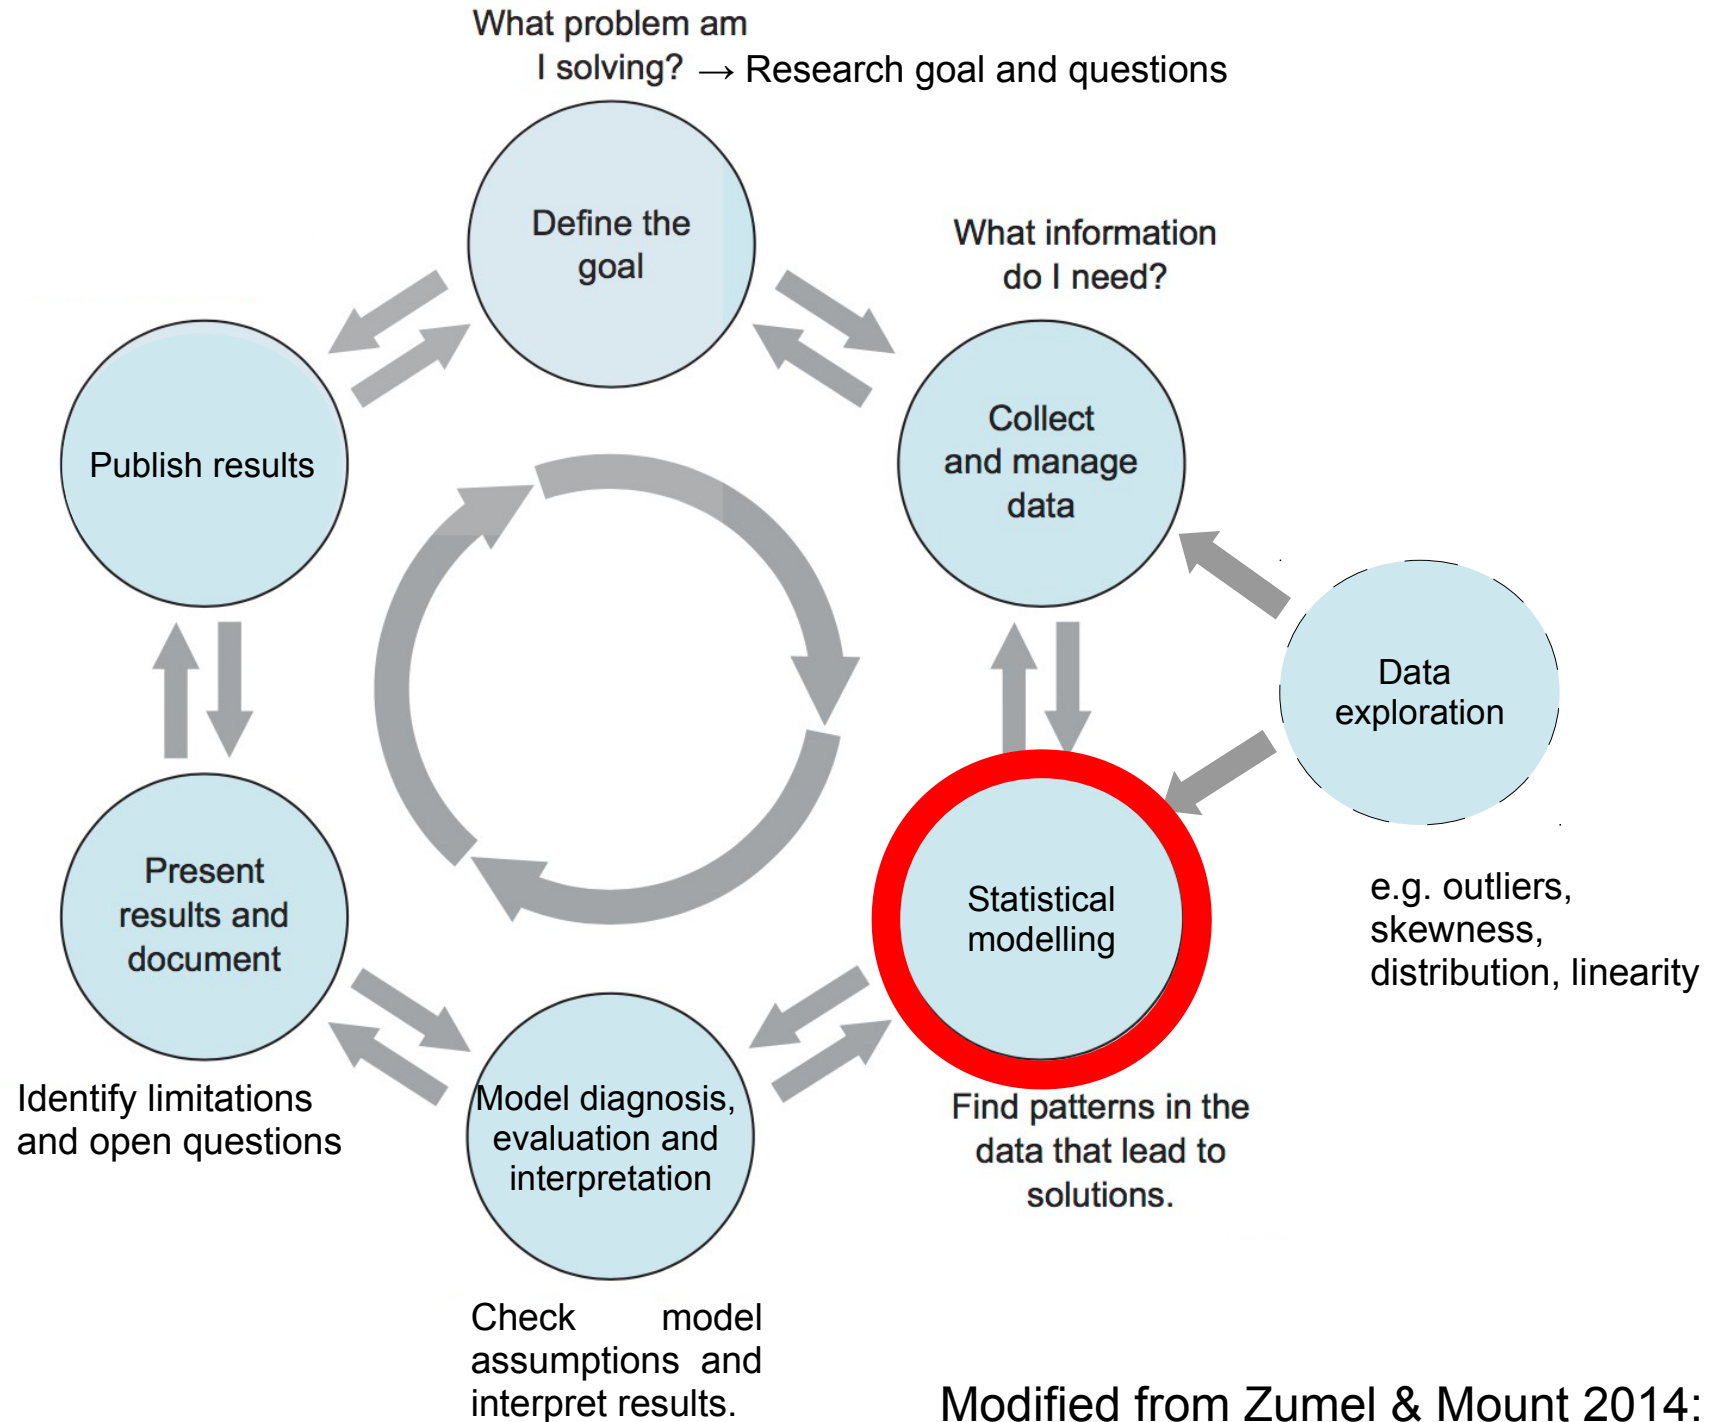 What problem am
I solving? → Research goal and questions
Define the
goal
What information
do I need?
Collect
and manage
data
Publish results
Data
exploration
e.g. outliers,
skewness,
distribution, linearity
Statistical
modelling
Find patterns in the
data that lead to
solutions.
Present
results and
document
Identify limitations
and open questions
Model diagnosis,
evaluation and
interpretation
Check model
assumptions and
interpret results.
Modified from Zumel & Mount 2014: